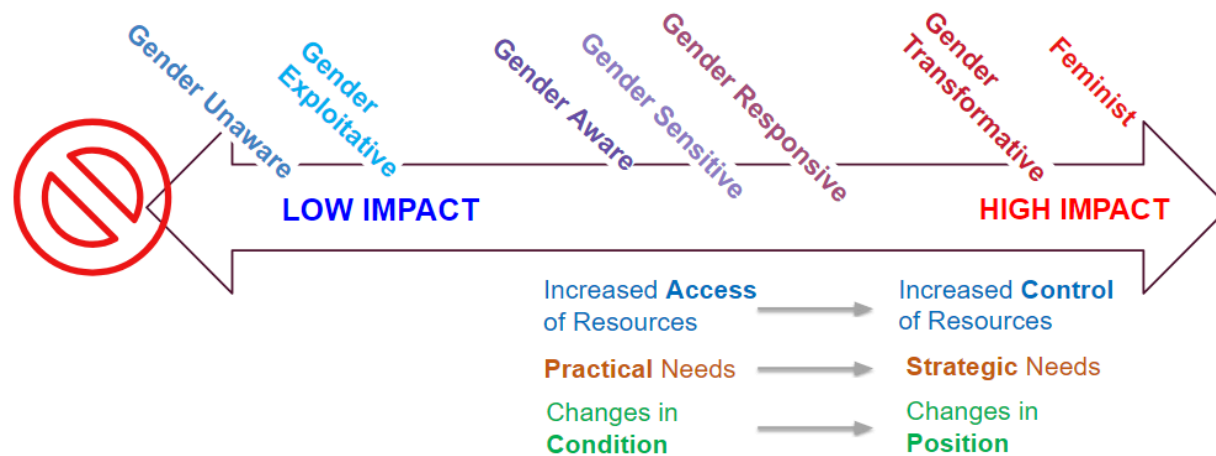 Gender Unaware
Gender
Exploitative
Gender Aware
Gender Sensitive
Gender Responsive
Gender
Transformative
Feminist
LOW IMPACT
HIGH IMPACT
Increased Access
of Resources
Increased Control
of Resources
Practical Needs
Strategic Needs
Changes in
Condition
Changes in
Position